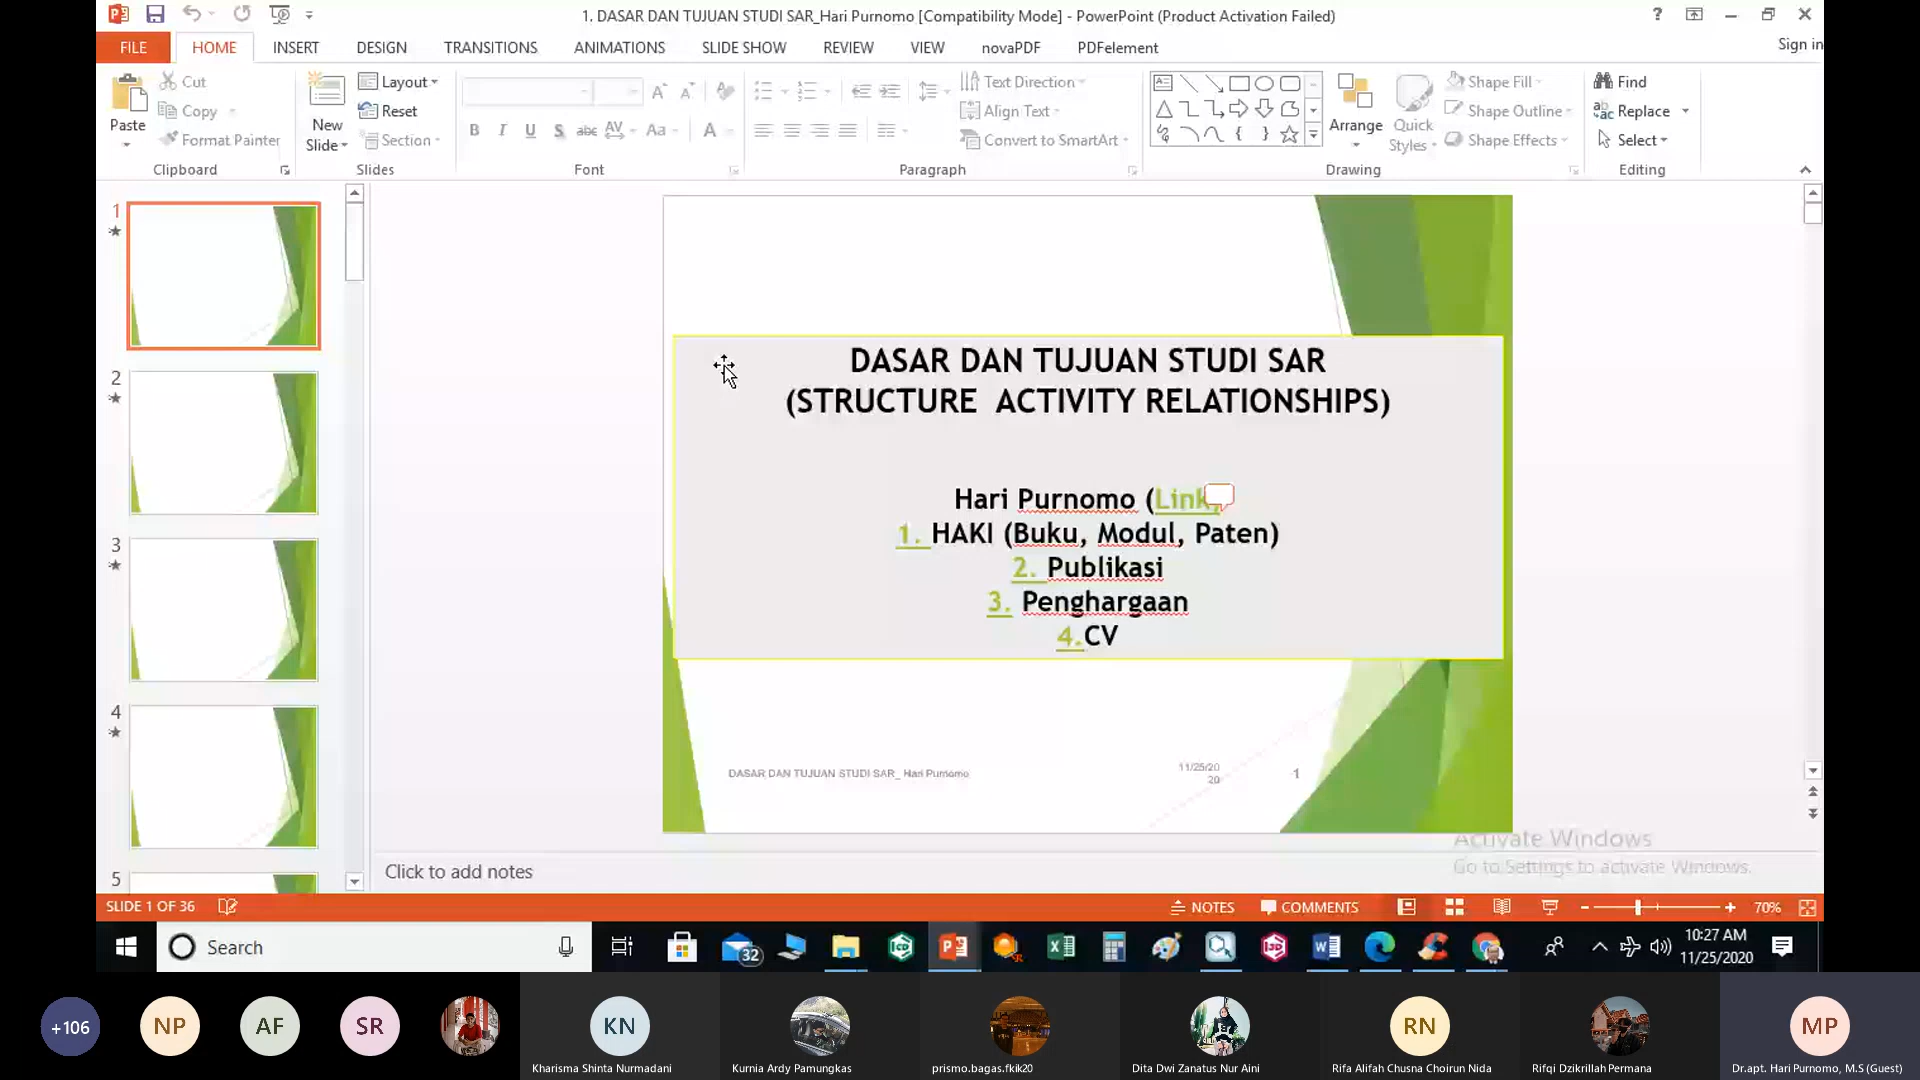 1. DASAR DAN TUJUAN STUDI SAR_Hari Purnomo [Compatibility Mode] - PowerPoint (Product Activation Failed)
FILE HOME INSERT DESIGN TRANSITIONS ANIMATIONS SLIDE SHOW REVIEW VIEW novaPDF PDFelement Sign in
Paste
Cut
Copy
Format Painter
Clipboard
New Slide
Layout
Reset
Section
Slides
Font
Text Direction
Align Text
Convert to SmartArt
Paragraph
Arrange
Quick Styles
Shape Fill
Shape Outline
Shape Effects
Drawing
Find
Replace
Select
Editing
1
2
3
4
5
DASAR DAN TUJUAN STUDI SAR
(STRUCTURE ACTIVITY RELATIONSHIPS)
Hari Purnomo (Link)
1. HAKI (Buku, Modul, Paten)
2. Publikasi
3. Penghargaan
4.CV
DASAR DAN TUJUAN STUDI SAR_ Hari Purnomo
11/25/20
20
1
Activate Windows
Go to Settings to activate Windows.
Click to add notes
SLIDE 1 OF 36
NOTES COMMENTS 70%
Search
32
10:27 AM
11/25/2020
+106 NP AF SR KN RN MP
Kharisma Shinta Nurmadani
Kurnia Ardy Pamungkas
prismo.bagas.fkik20
Dita Dwi Zanatus Nur Aini
Rifa Alifah Chusna Choirun Nida
Rifqi Dzikrillah Permana
Dr.apt. Hari Purnomo, M.S (Guest)